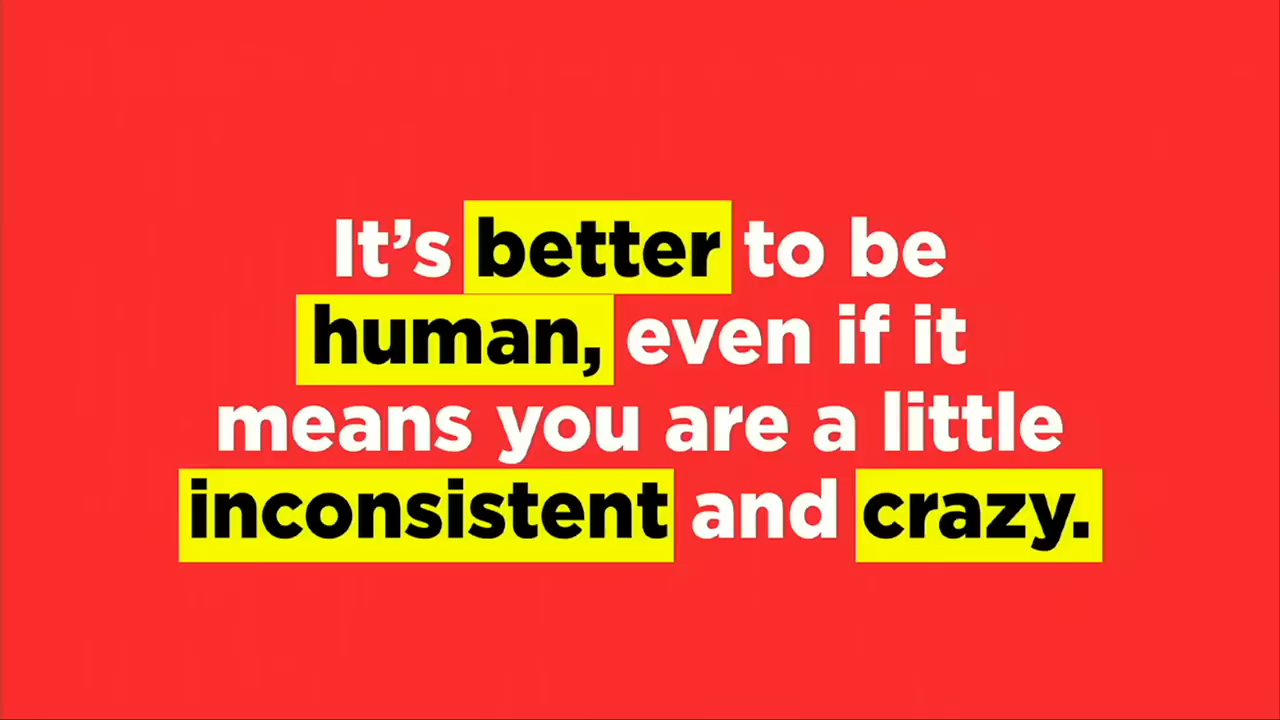 It’s better to be
human, even if it
means you are a little
inconsistent and crazy.